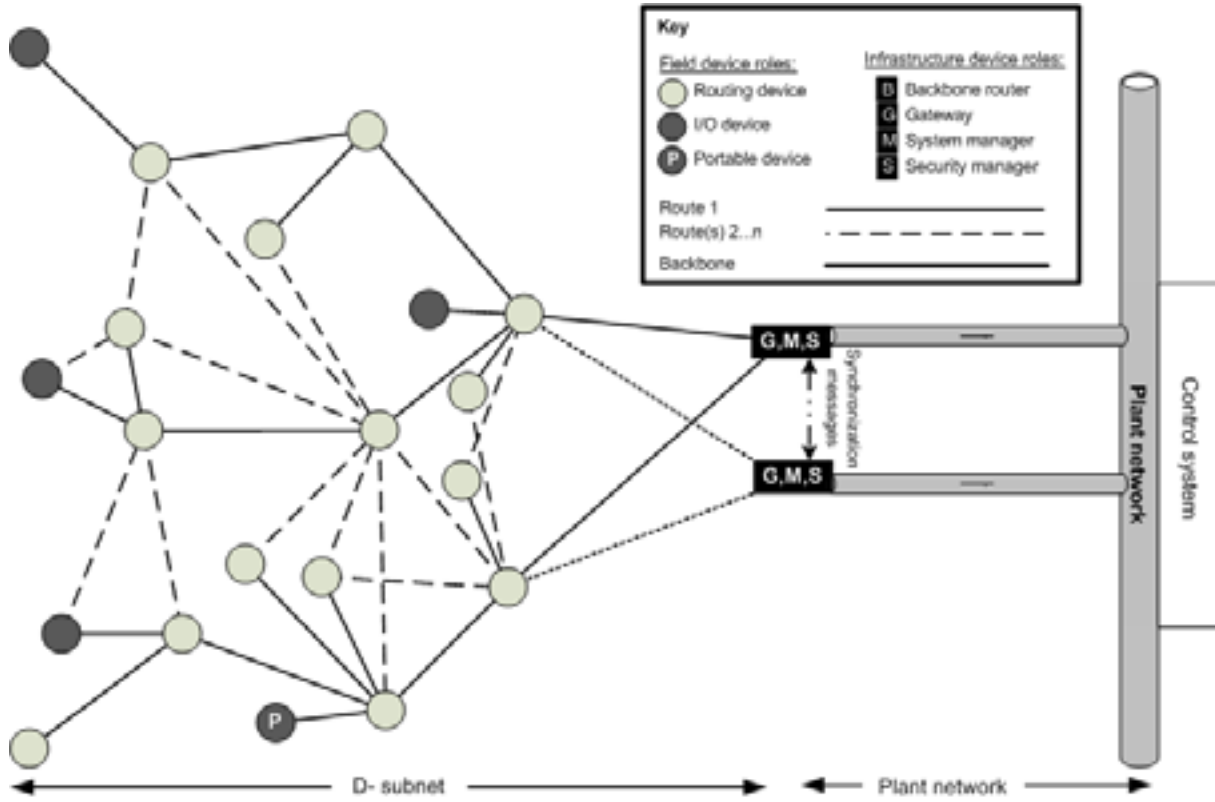 Key
Field device roles:
Routing device
I/O device
P Portable device
Infrastructure device roles:
B Backbone router
G Gateway
M System manager
S Security manager
Route 1
Route(s) 2...n
Backbone
G,M,S
Synchronization
messages
G,M,S
Plant network
Control system
P
D- subnet
Plant network